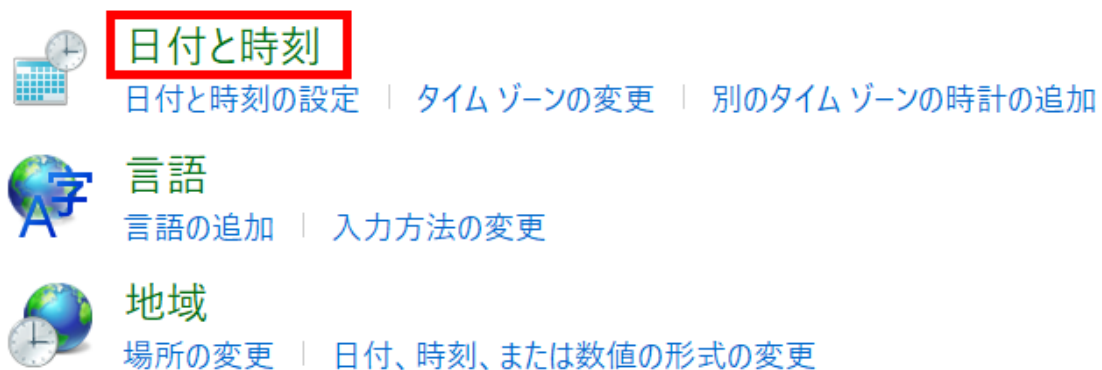 日付と時刻
日付と時刻の設定 | タイム ゾーンの変更 | 別のタイム ゾーンの時計の追加
A字
言語
言語の追加 | 入力方法の変更
地域
場所の変更 | 日付、時刻、または数値の形式の変更